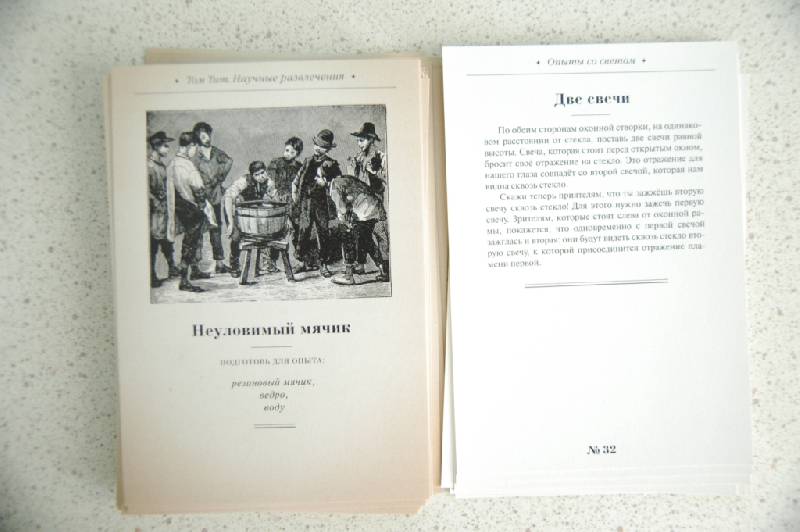 Том Тит. Научные развлечения
Неуловимый мячик
ПОДГОТОВЬ ДЛЯ ОПЫТА:
резиновый мячик,
ведро,
воду
Опыты со светом
Две свечи
По обеим сторонам оконной створки, на одинако-
вом расстоянии от стекла, поставь две свечи равной
высоты. Свеча, которая стоит перед открытым окном,
бросит своё отражение на стекло. Это отражение для
нашего глаза совпадёт со второй свечой, которая нам
видна сквозь стекло.
Скажи теперь приятелям, что ты зажжёшь вторую
свечу сквозь стекло! Для этого нужно зажечь первую
свечу. Зрителям, которые стоят слева от оконной ра-
мы, покажется, что одновременно с первой свечой
зажглась и вторая: они будут видеть сквозь стекло вто-
рую свечу, к которой присоединится отражение пла-
мени первой.
№ 32